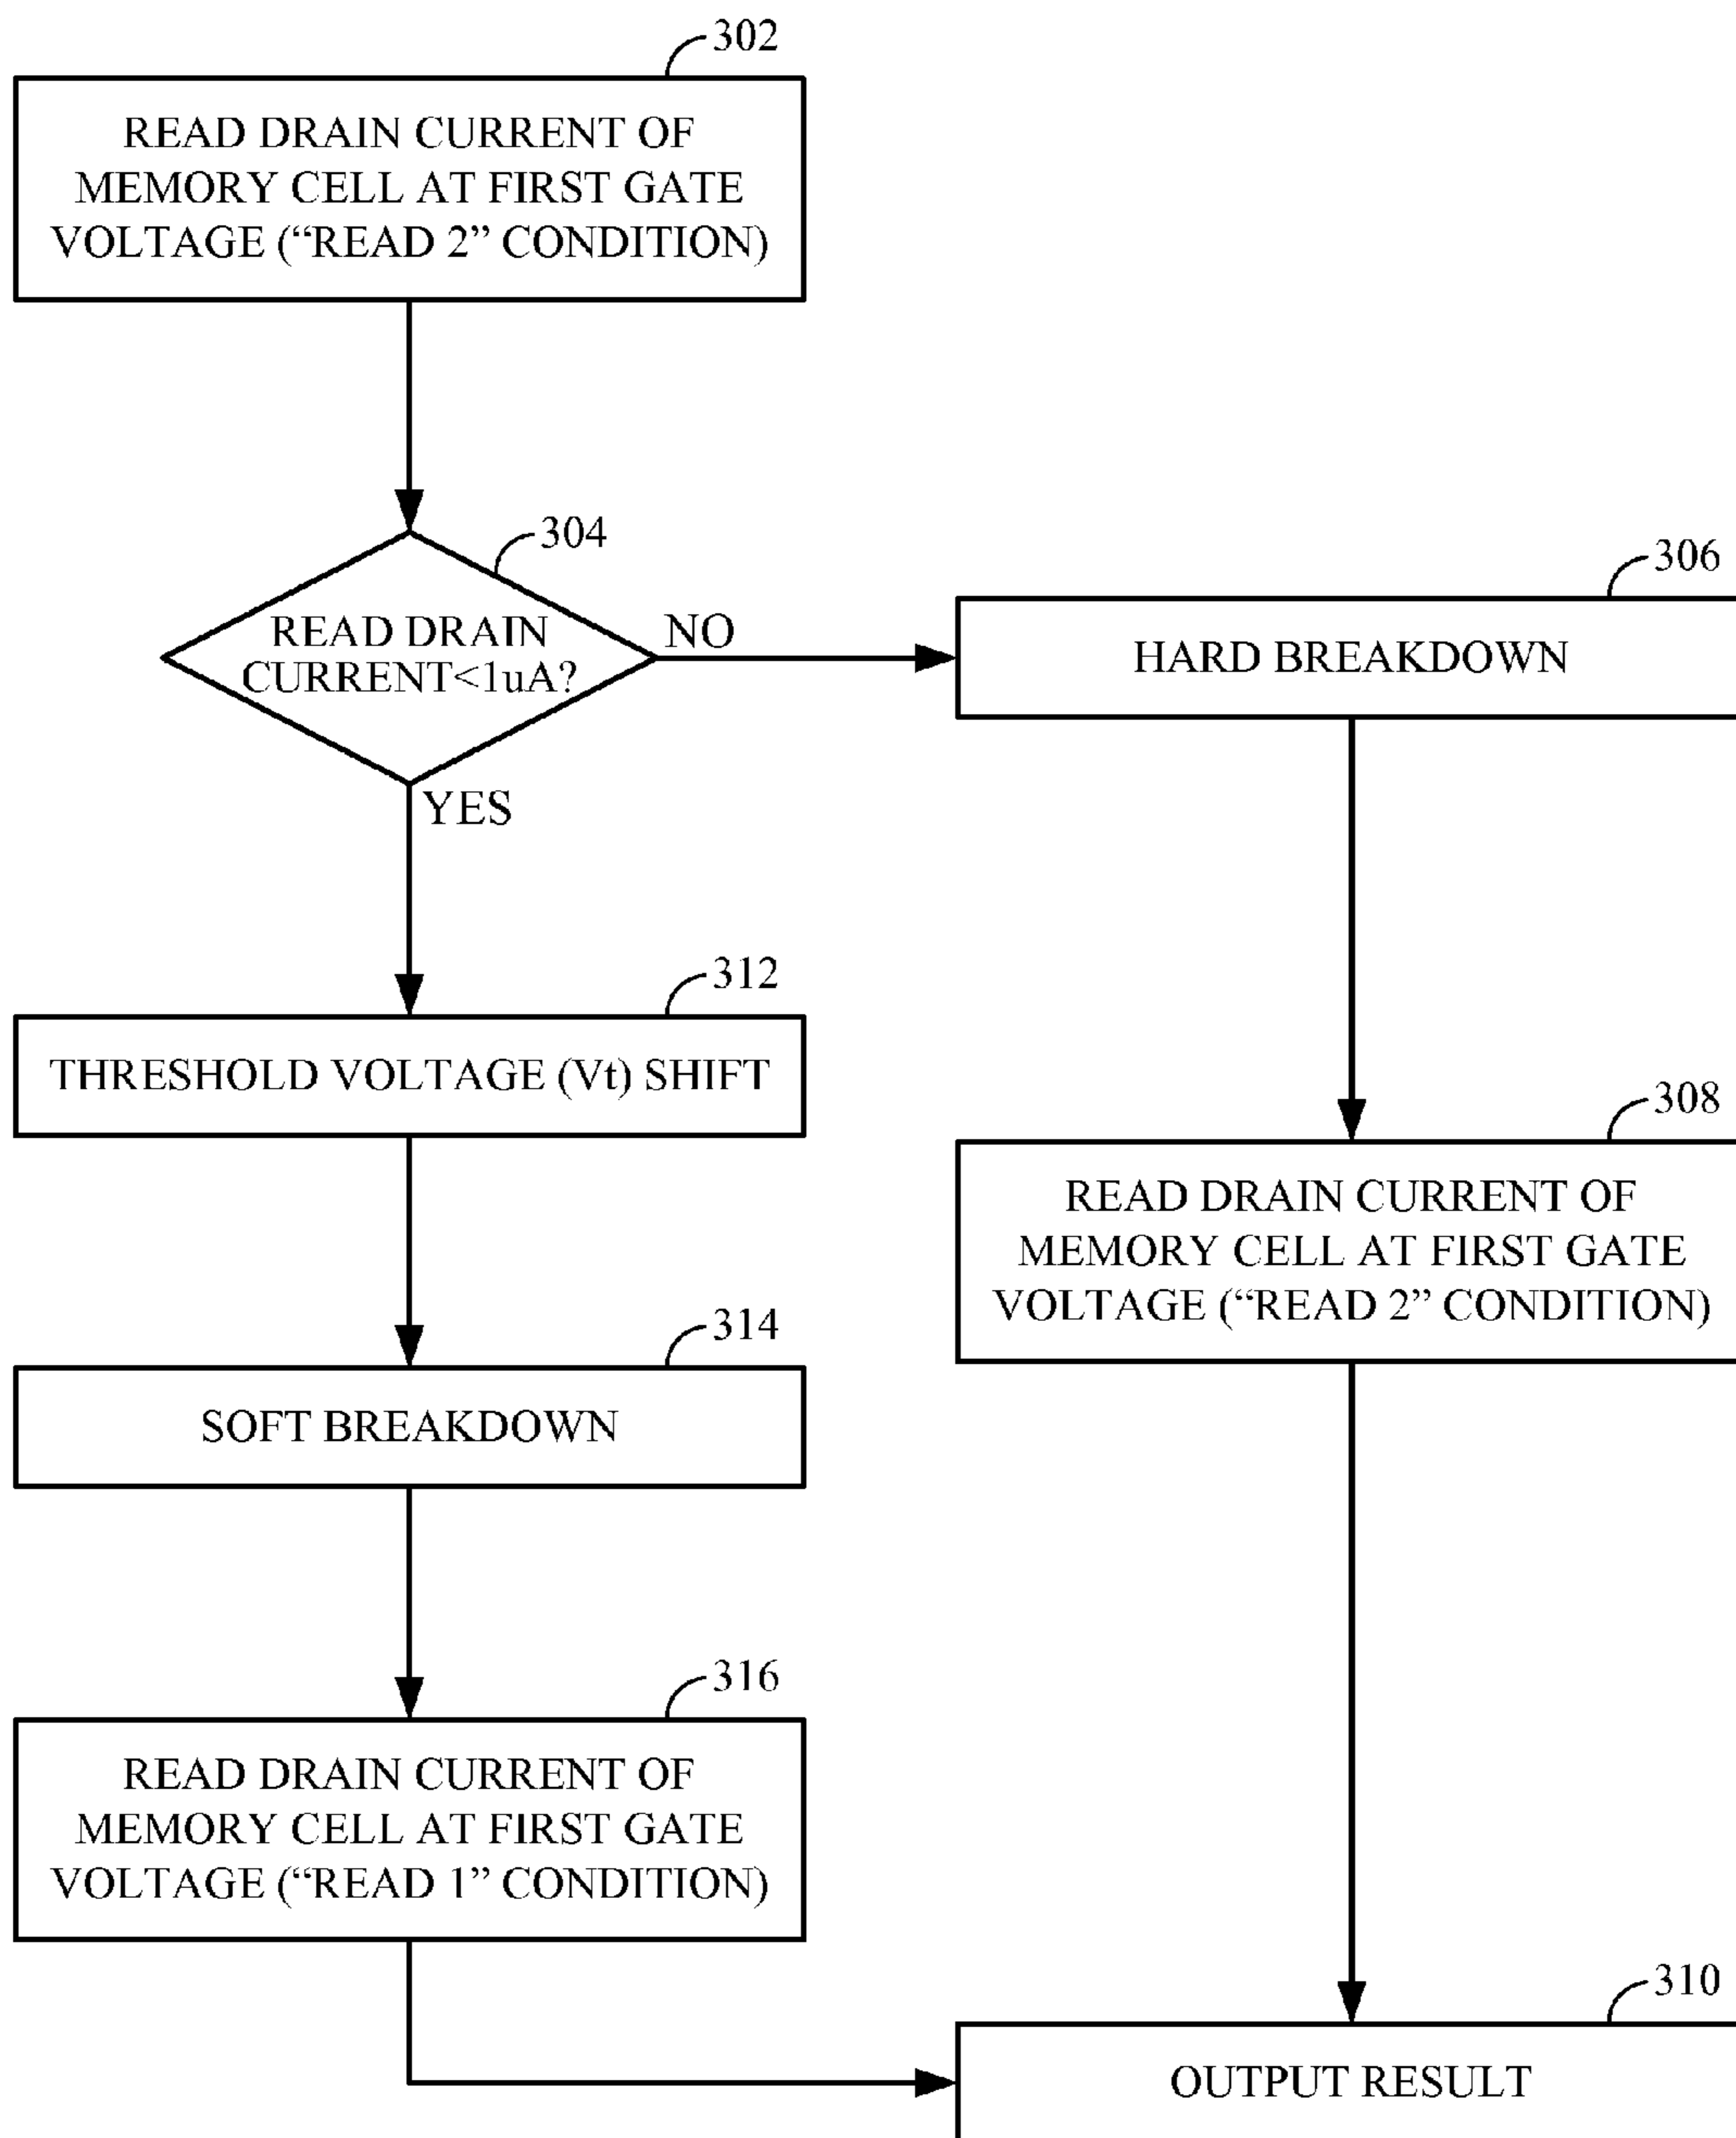 302
READ DRAIN CURRENT OF
MEMORY CELL AT FIRST GATE
VOLTAGE (“READ 2” CONDITION)
304
READ DRAIN
CURRENT<1uA?
NO
YES
306
HARD BREAKDOWN
312
THRESHOLD VOLTAGE (Vt) SHIFT
308
READ DRAIN CURRENT OF
MEMORY CELL AT FIRST GATE
VOLTAGE (“READ 2” CONDITION)
314
SOFT BREAKDOWN
316
READ DRAIN CURRENT OF
MEMORY CELL AT FIRST GATE
VOLTAGE (“READ 1” CONDITION)
310
OUTPUT RESULT